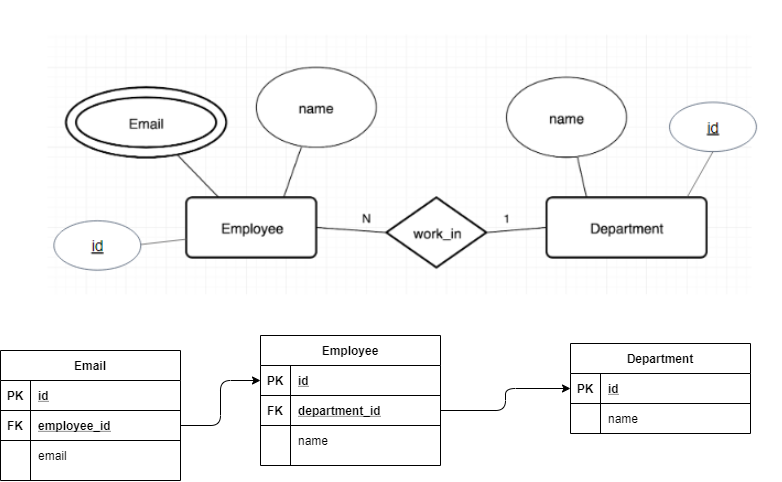 Email
name
name
id
Employee
N
work_in
1
Department
id
Email
PK id
FK employee_id
email
Employee
PK id
FK department_id
name
Department
PK id
name